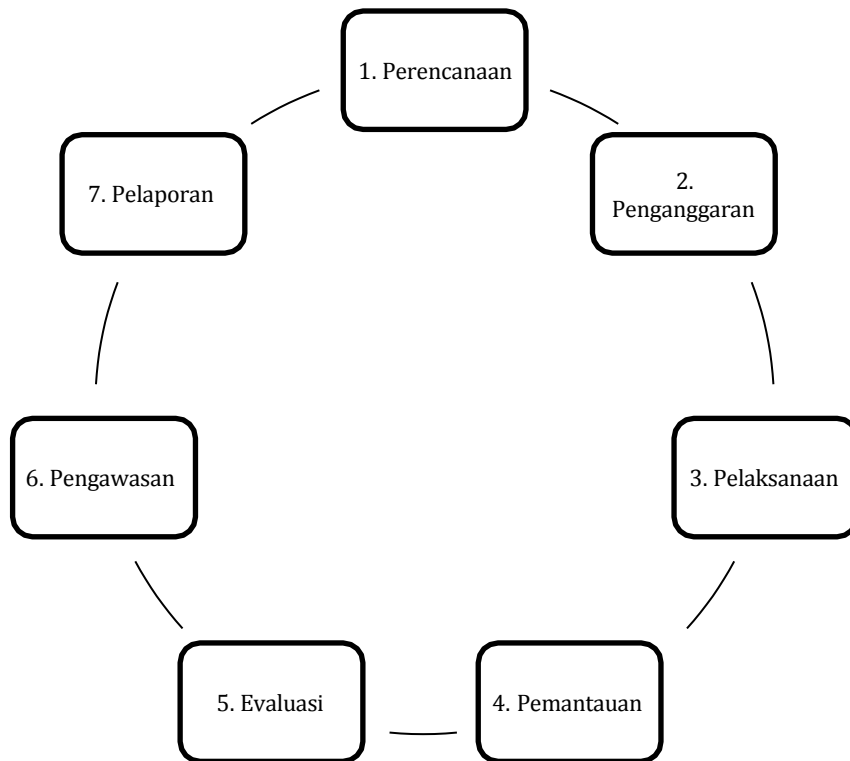 1. Perencanaan
2.
Penganggaran
3. Pelaksanaan
4. Pemantauan
5. Evaluasi
6. Pengawasan
7. Pelaporan